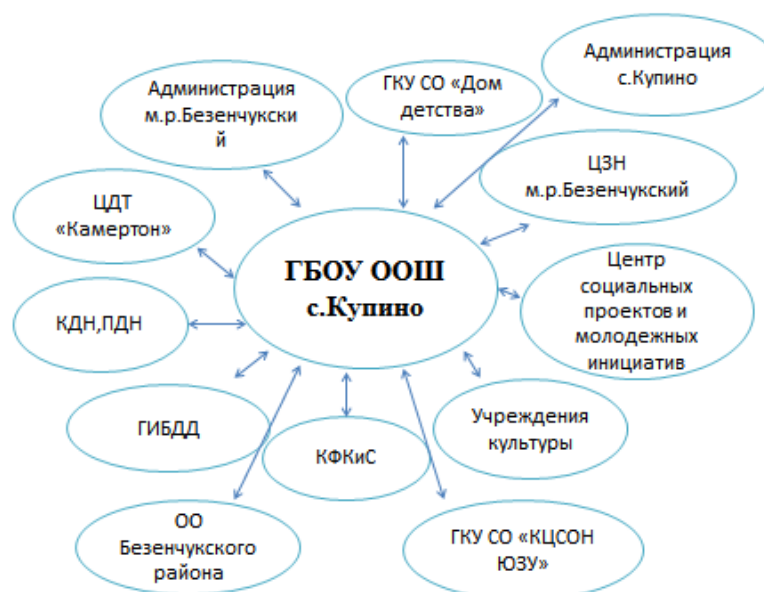 Администрация
с.Купино
ГКУ СО «Дом
детства»
Администрация
м.р.Безенчукски
й
ЦЗН
м.р.Безенчукский
ЦДТ
«Камертон»
ГБОУ ООШ
с.Купино
Центр
социальных
проектов и
молодежных
инициатив
КДН,ПДН
Учреждения
культуры
ГИБДД
КФКиС
ОО
Безенчукского
района
ГКУ СО «КЦСОН
ЮЗУ»